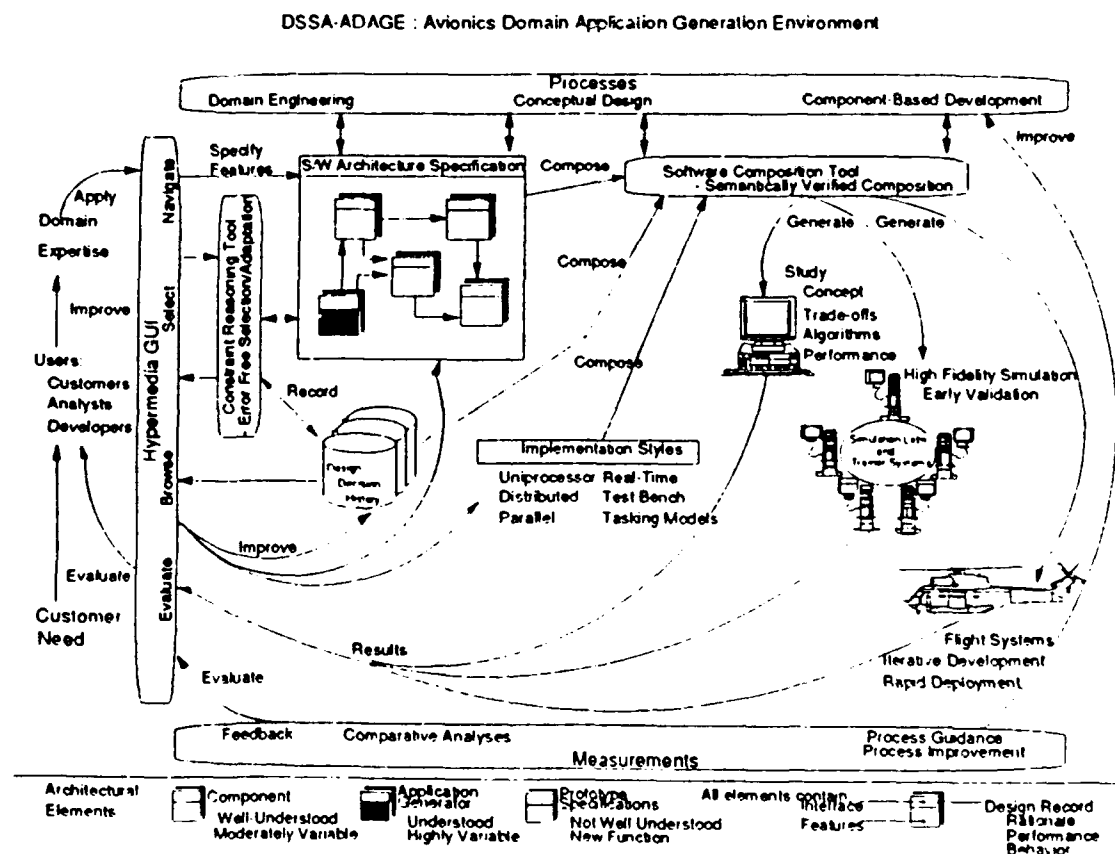 DSSA-ADAGE : Avionics Domain Application Generation Environment
Processes
Domain Engineering
Conceptual Design
Component-Based Development
Improve
Specify
Features
S/W Architecture Specification
Compose
Software Composition Tool
- Semantically Verified Composition
Navigate
Select
Browse
Evaluate
Hypermedia GUI
Constraint Reasoning Tool
- Error Free Selection/Adaptation
Apply
Domain
Expertise
Improve
Users:
Customers
Analysts
Developers
Evaluate
Customer
Need
Record
Design
Decision
History
Improve
Compose
Compose
Generate
Generate
Study
Concept
Trade-offs
Algorithms
Performance
High Fidelity Simulation
Early Validation
Simulation Labs
and
Trainer Systems
Implementation Styles
Uniprocessor Real-Time
Distributed Test Bench
Parallel Tasking Models
Flight Systems
Iterative Development
Rapid Deployment
Results
Evaluate
Feedback
Comparative Analyses
Process Guidance
Process Improvement
Measurements
Architectural
Elements
Component
Well-Understood
Moderately Variable
Application
Generator
Understood
Highly Variable
Prototype
Specifications
Not Well Understood
New Function
All elements contain
Interface
Features
Design Record
Rationale
Performance
Behavior